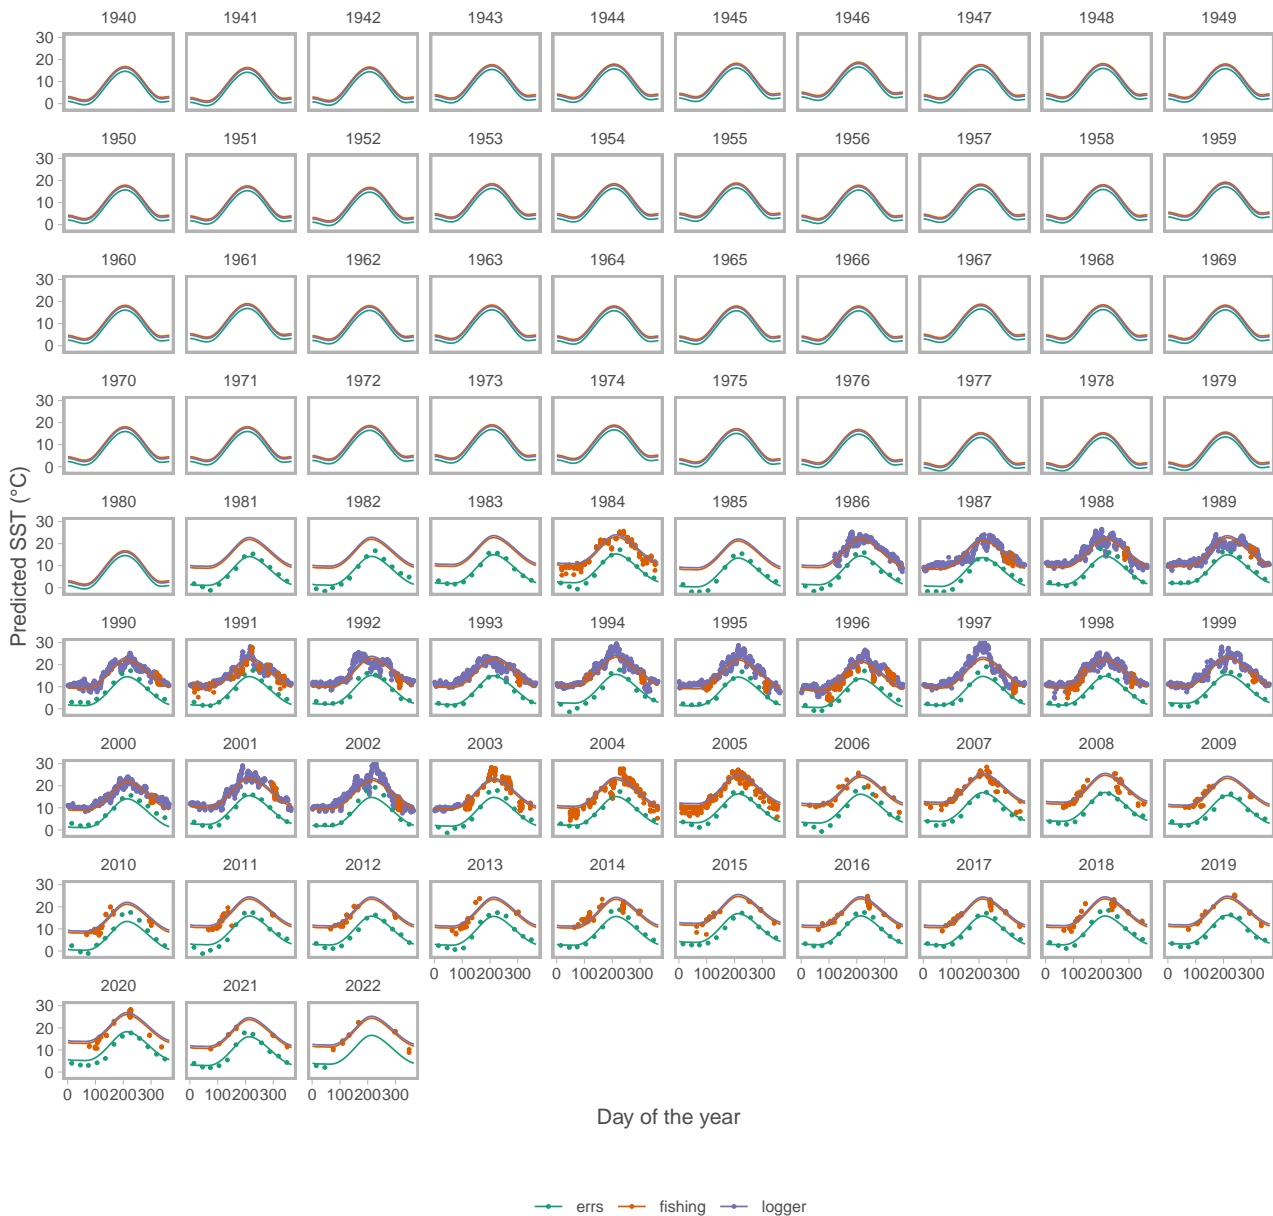 1940 1941 1942 1943 1944 1945 1946 1947 1948 1949
30
20
10
0
1950 1951 1952 1953 1954 1955 1956 1957 1958 1959
30
20
10
0
1960 1961 1962 1963 1964 1965 1966 1967 1968 1969
30
20
10
0
1970 1971 1972 1973 1974 1975 1976 1977 1978 1979
30
20
10
0
Predicted SST (°C)
1980 1981 1982 1983 1984 1985 1986 1987 1988 1989
30
20
10
0
1990 1991 1992 1993 1994 1995 1996 1997 1998 1999
30
20
10
0
2000 2001 2002 2003 2004 2005 2006 2007 2008 2009
30
20
10
0
2010 2011 2012 2013 2014 2015 2016 2017 2018 2019
30
20
10
0
0 100200300 0 100200300 0 100200300 0 100200300 0 100200300 0 100200300 0 100200300
2020 2021 2022
30
20
10
0
0 100200300 0 100200300 0 100200300
Day of the year
errs fishing logger